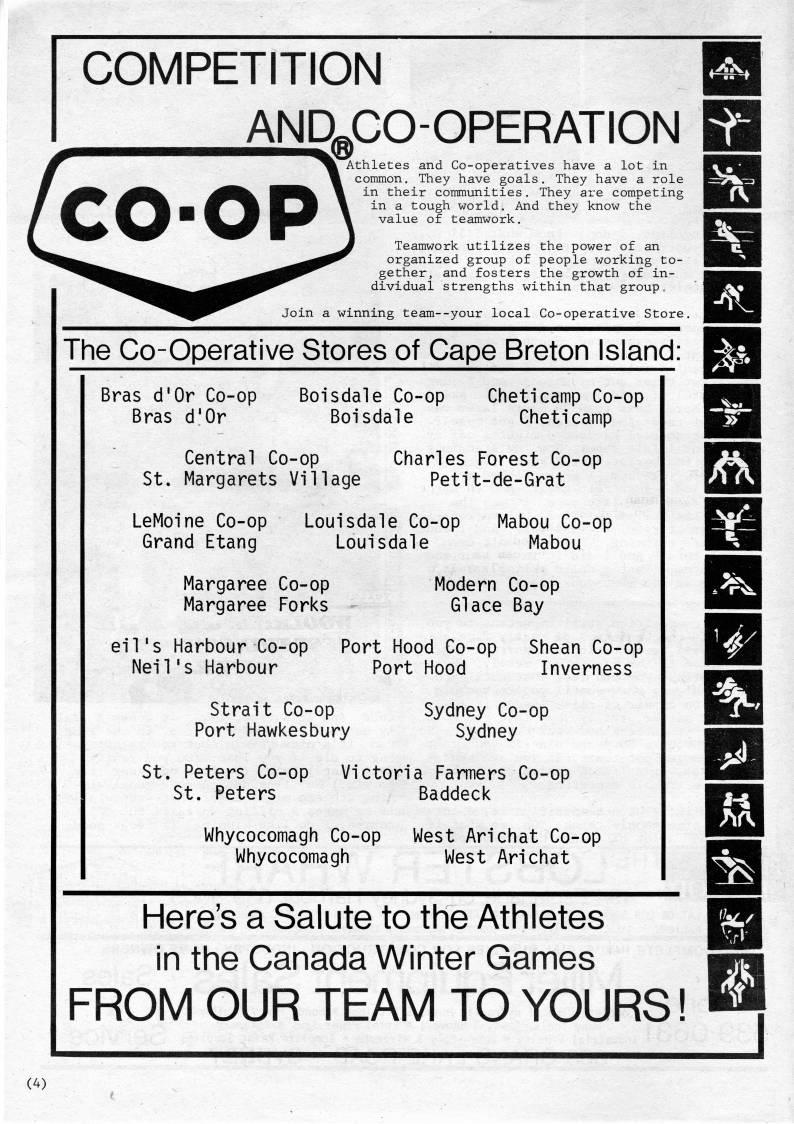 COMPETITION
AND CO-OPERATION
®
CO-OP
Athletes and Co-operatives have a lot in
common. They have goals. They have a role
in their communities. They are competing
in a tough world. And they know the
value of teamwork.
Teamwork utilizes the power of an
organized group of people working to-
gether, and fosters the growth of in-
dividual strengths within that group.
Join a winning team--your local Co-operative Store.
The Co-Operative Stores of Cape Breton Island:
Bras d'Or Co-op Boisdale Co-op Cheticamp Co-op
Bras d'Or Boisdale Cheticamp
Central Co-op Charles Forest Co-op
St. Margarets Village Petit-de-Grat
LeMoine Co-op Louisdale Co-op Mabou Co-op
Grand Etang Louisdale Mabou
Margaree Co-op Modern Co-op
Margaree Forks Glace Bay
eil's Harbour Co-op Port Hood Co-op Shean Co-op
Neil's Harbour Port Hood Inverness
Strait Co-op Sydney Co-op
Port Hawkesbury Sydney
St. Peters Co-op Victoria Farmers Co-op
St. Peters Baddeck
Whycocomagh Co-op West Arichat Co-op
Whycocomagh West Arichat
Here's a Salute to the Athletes
in the Canada Winter Games
FROM OUR TEAM TO YOURS!
(4)